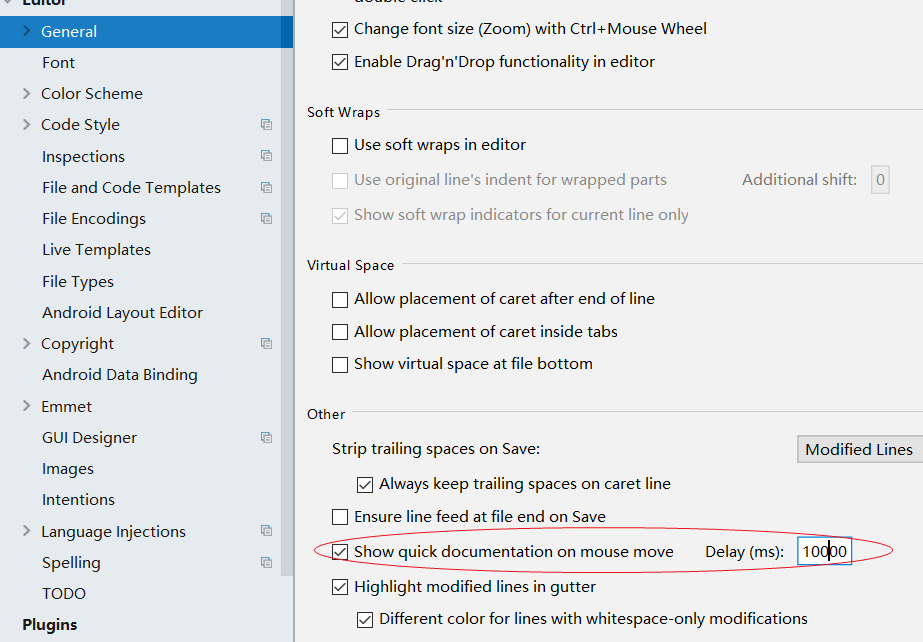 Editor
General
Font
Color Scheme
Code Style
Inspections
File and Code Templates
File Encodings
Live Templates
File Types
Android Layout Editor
Copyright
Android Data Binding
Emmet
GUI Designer
Images
Intentions
Language Injections
Spelling
TODO
Plugins
double click
Change font size (Zoom) with Ctrl+Mouse Wheel
Enable Drag'n'Drop functionality in editor
Soft Wraps
Use soft wraps in editor
Use original line's indent for wrapped parts Additional shift: 0
Show soft wrap indicators for current line only
Virtual Space
Allow placement of caret after end of line
Allow placement of caret inside tabs
Show virtual space at file bottom
Other
Strip trailing spaces on Save: Modified Lines
Always keep trailing spaces on caret line
Ensure line feed at file end on Save
Show quick documentation on mouse move Delay (ms): 10000
Highlight modified lines in gutter
Different color for lines with whitespace-only modifications